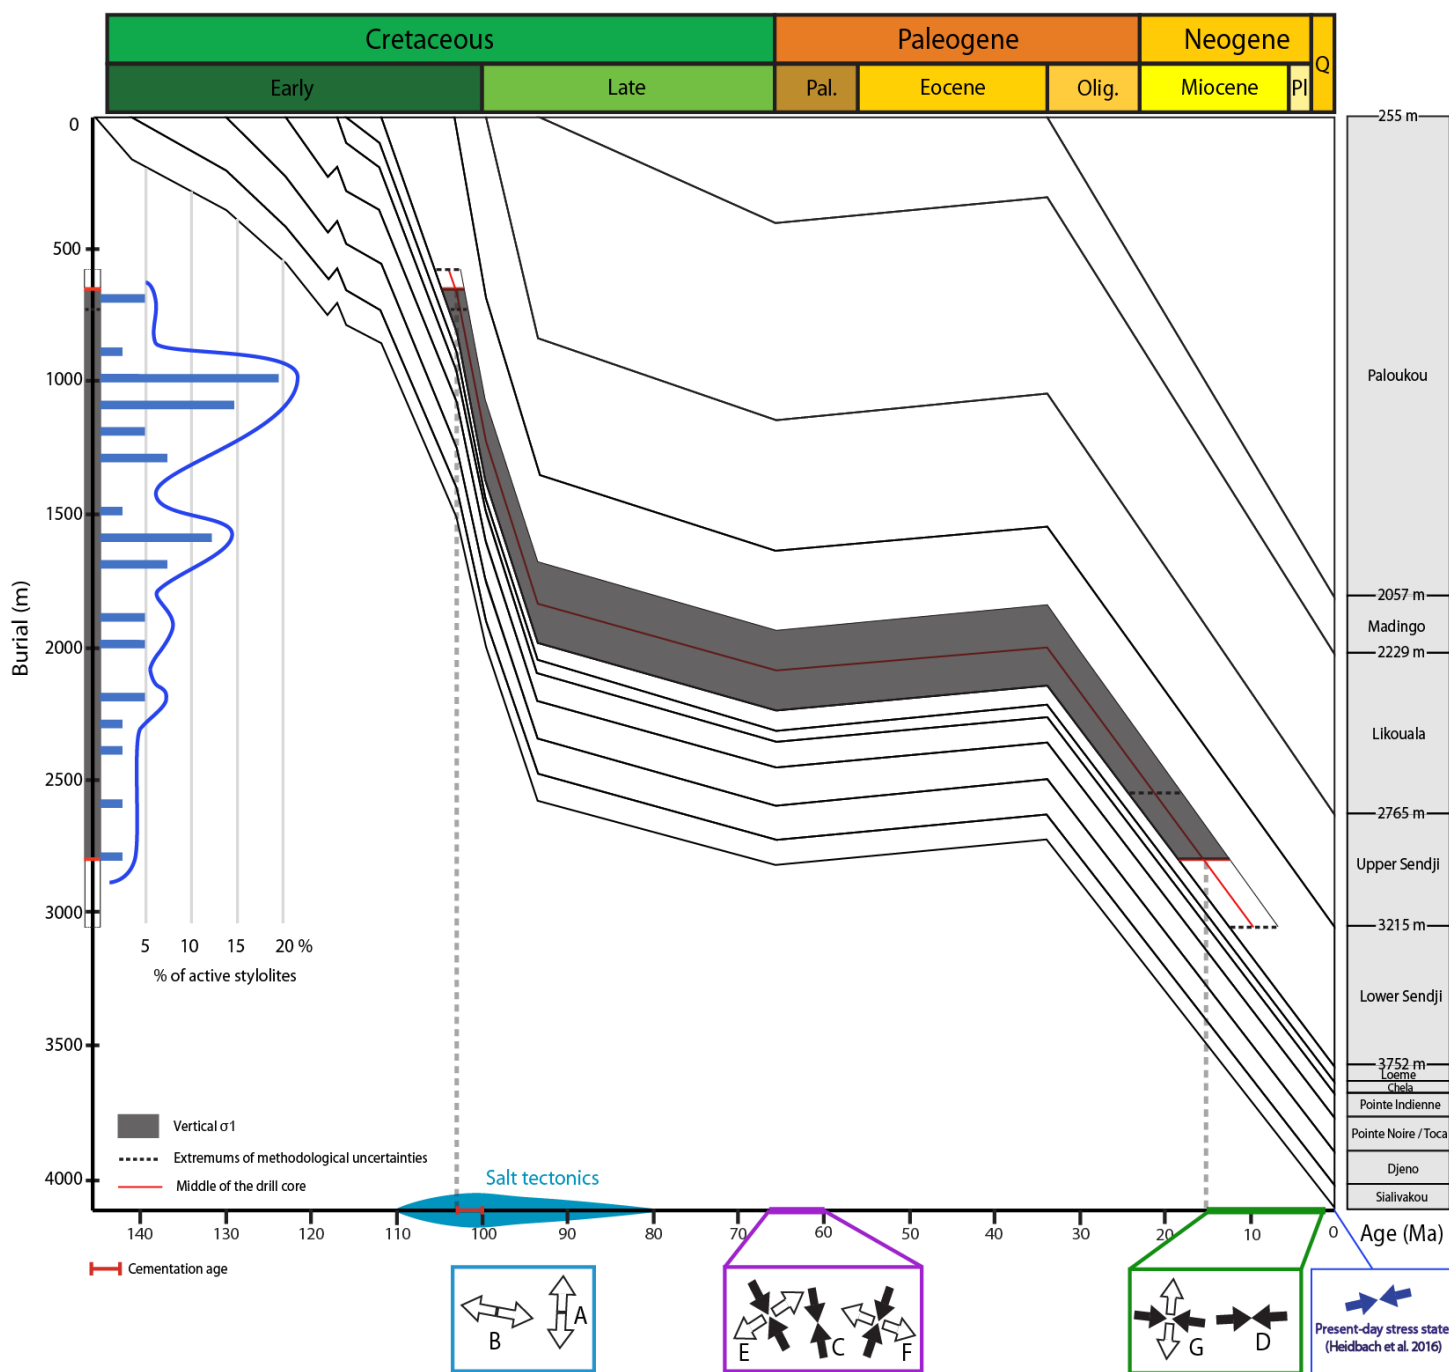 Cretaceous
Paleogene
Neogene
Q
Early
Late
Pal.
Eocene
Olig.
Miocene
Pl
0
500
1000
1500
2000
2500
3000
3500
4000
Burial (m)
5 10 15 20 %
% of active stylolites
255 m
Paloukou
2057 m
Madingo
2229 m
Likouala
2765 m
Upper Sendji
3215 m
Lower Sendji
3752 m
Loeme
Chela
Pointe Indienne
Pointe Noire / Toca
Djeno
Sialivakou
Vertical σ1
Extremums of methodological uncertainties
Middle of the drill core
Salt tectonics
140 130 120 110 100 90 80 70 60 50 40 30 20 10 0
Age (Ma)
Cementation age
B
A
E
C
F
G
D
Present-day stress state
(Heidbach et al. 2016)